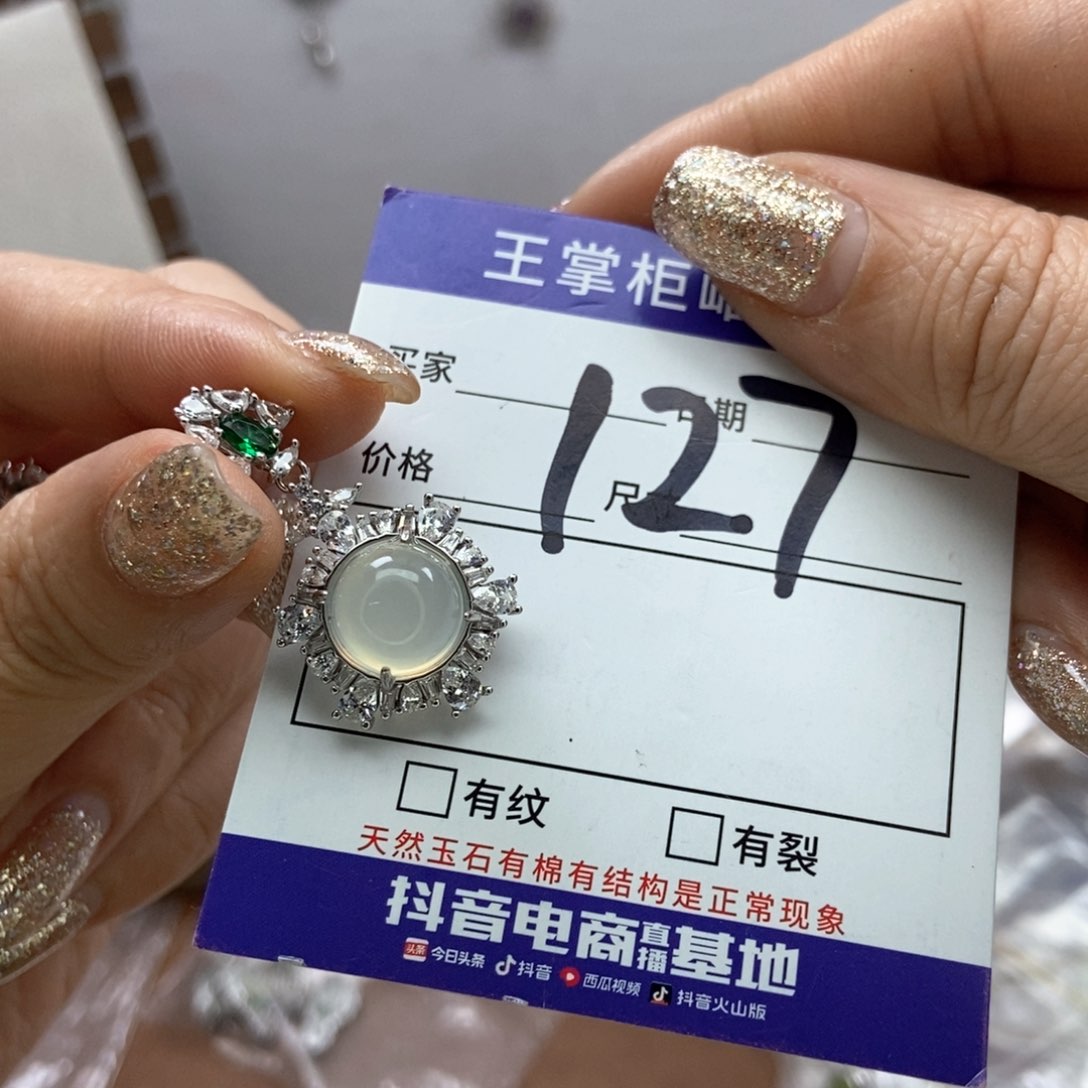 王掌柜
买家
日期
127
价格
尺
有纹
有裂
天然玉石有棉有结构是正常现象
抖音电商直播基地
头条 今日头条 抖音 西瓜视频 抖音火山版